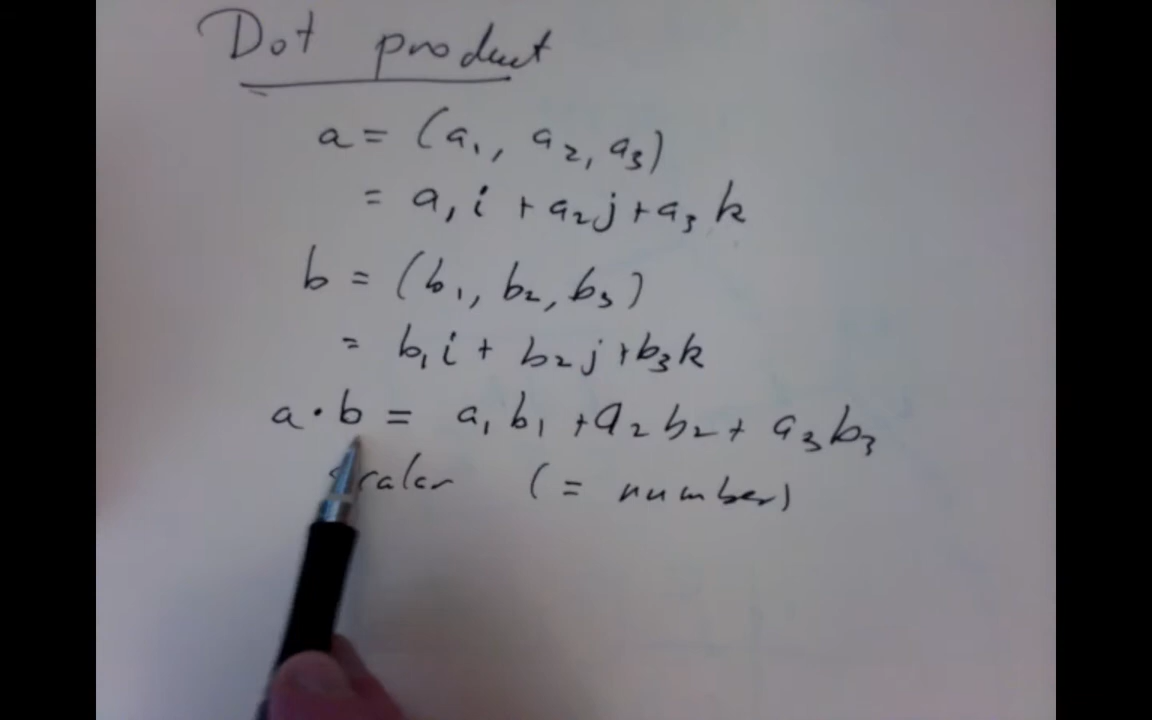 Dot product
a = (a₁, a₂, a₃)
= a₁i + a₂j + a₃k
b = (b₁, b₂, b₃)
= b₁i + b₂j + b₃k
a · b = a₁b₁ + a₂b₂ + a₃b₃
scalar (= number)